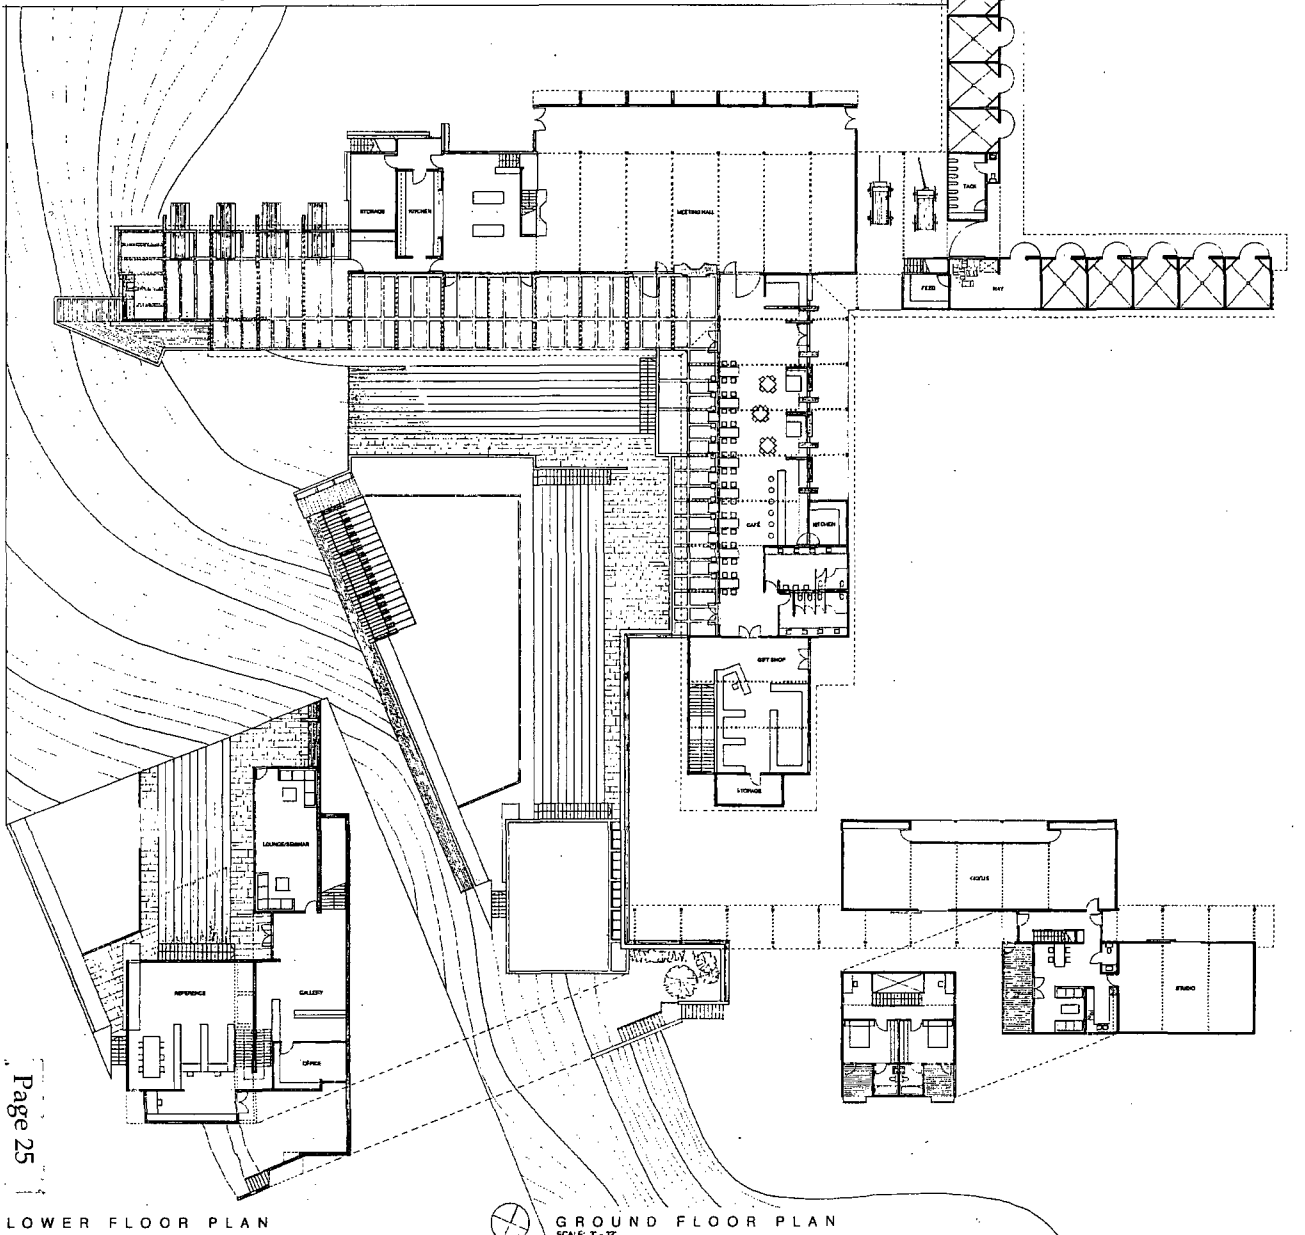 TACK
STORAGE
KITCHEN
MEETING HALL
FEED
HAY
CAFÉ
KITCHEN
GIFT SHOP
STORAGE
LOUNGE/SEMINAR
REFERENCE
GALLERY
OFFICE
STUDIO
Page 25
LOWER FLOOR PLAN
GROUND FLOOR PLAN